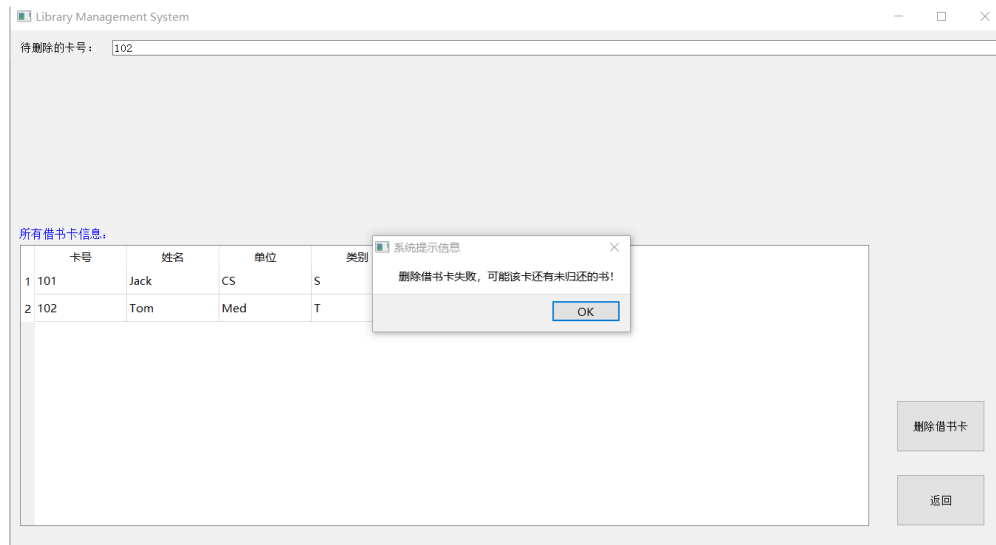 Library Management System
待删除的卡号： 102
所有借书卡信息：
卡号 姓名 单位 类别
1 101 Jack CS S
2 102 Tom Med T
系统提示信息
删除借书卡失败，可能该卡还有未归还的书！
OK
删除借书卡
返回